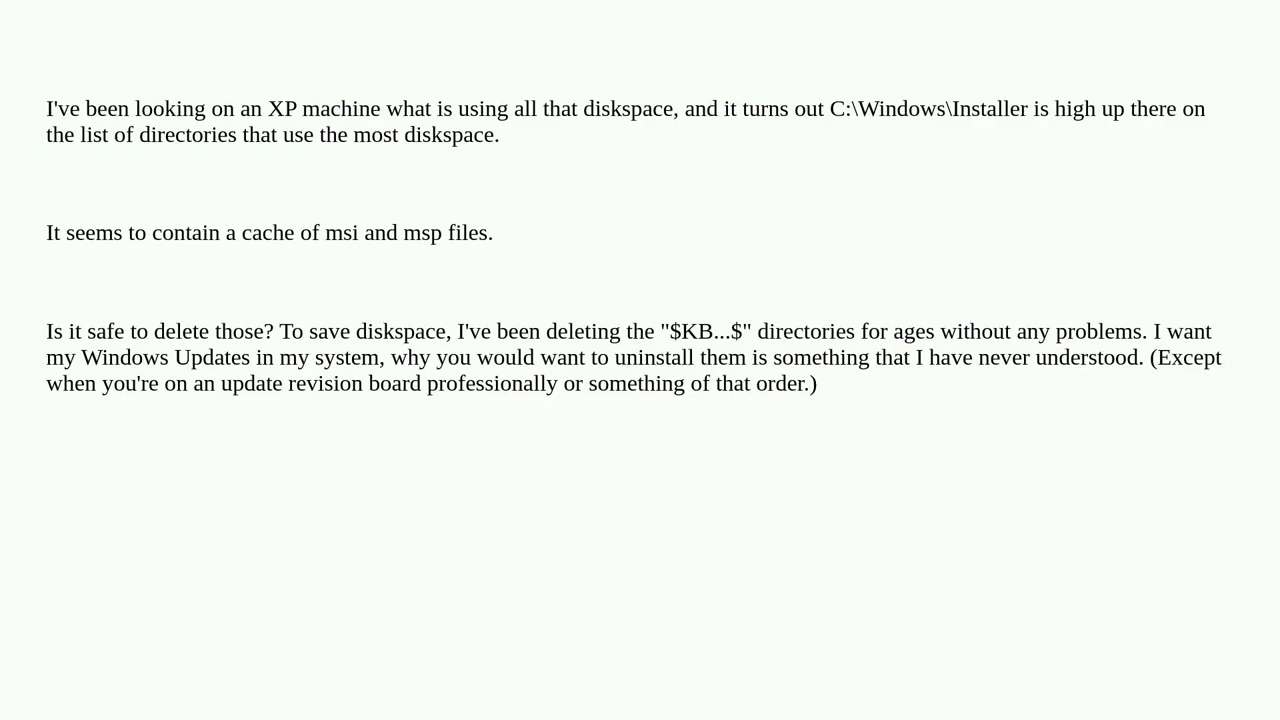 I've been looking on an XP machine what is using all that diskspace, and it turns out C:\Windows\Installer is high up there on
the list of directories that use the most diskspace.
It seems to contain a cache of msi and msp files.
Is it safe to delete those? To save diskspace, I've been deleting the "$KB...$" directories for ages without any problems. I want
my Windows Updates in my system, why you would want to uninstall them is something that I have never understood. (Except
when you're on an update revision board professionally or something of that order.)